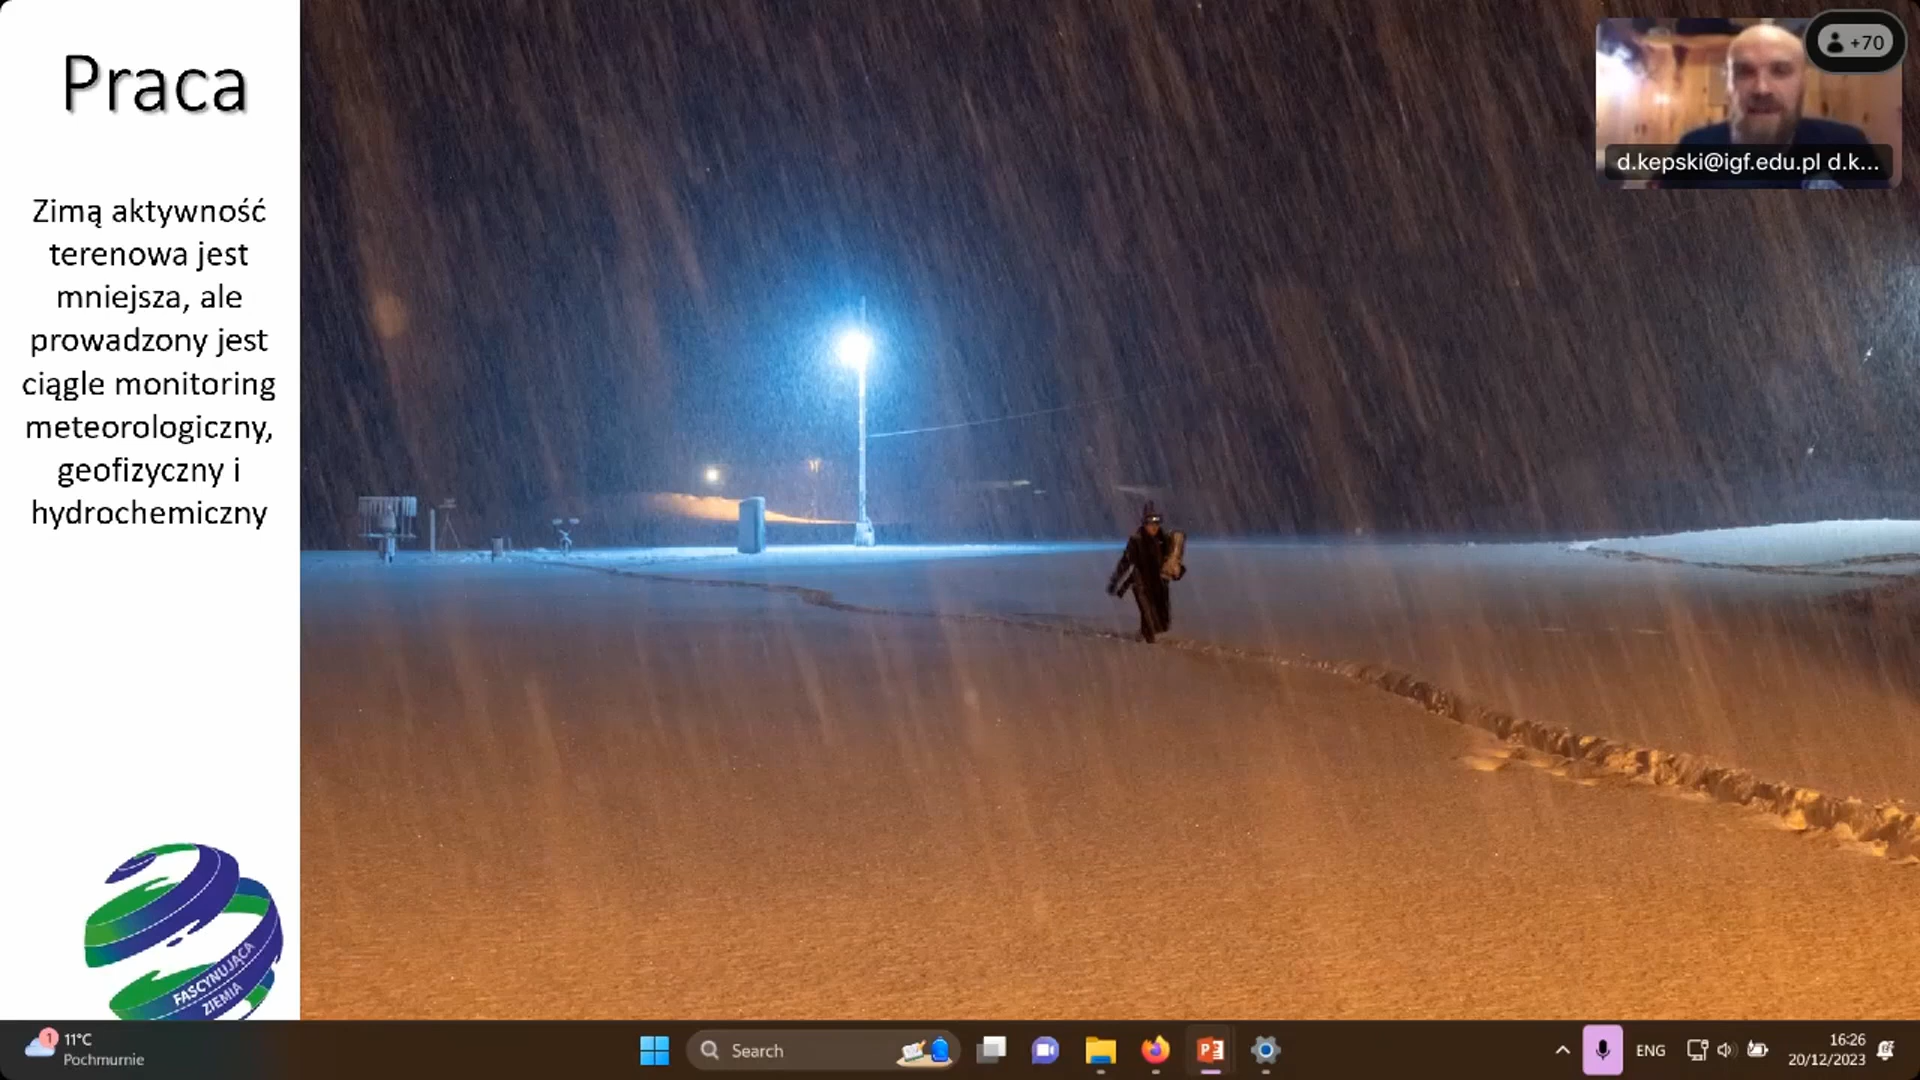 Praca
Zimą aktywność
terenowa jest
mniejsza, ale
prowadzony jest
ciągle monitoring
meteorologiczny,
geofizyczny i
hydrochemiczny
FASCYNUJĄCA
ZIEMIA
+70
d.kepski@igf.edu.pl d.k...
1
11°C
Pochmurnie
Search
ENG
16:26
20/12/2023